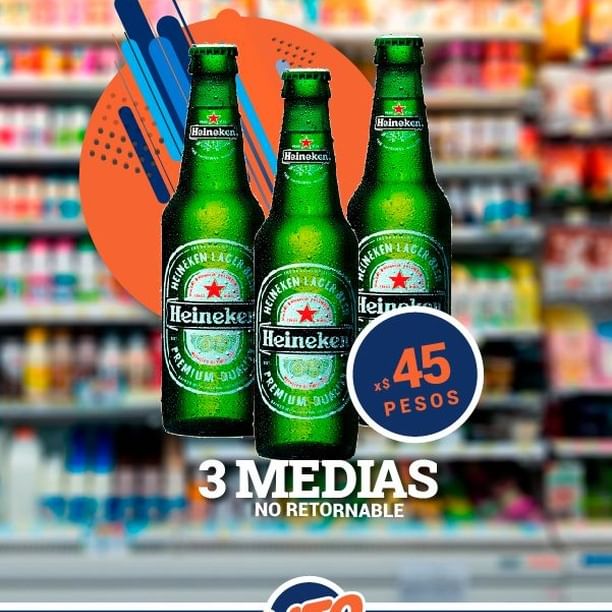 Heineken
Heineken
HEINEKEN LAGER BEER
Heineken
PREMIUM QUALITY
HEINEKEN LAGER BEER
Heineken
PREMIUM QUALITY
HEINEKEN LAGER BEER
Heineken
x$ 45
PESOS
3 MEDIAS
NO RETORNABLE